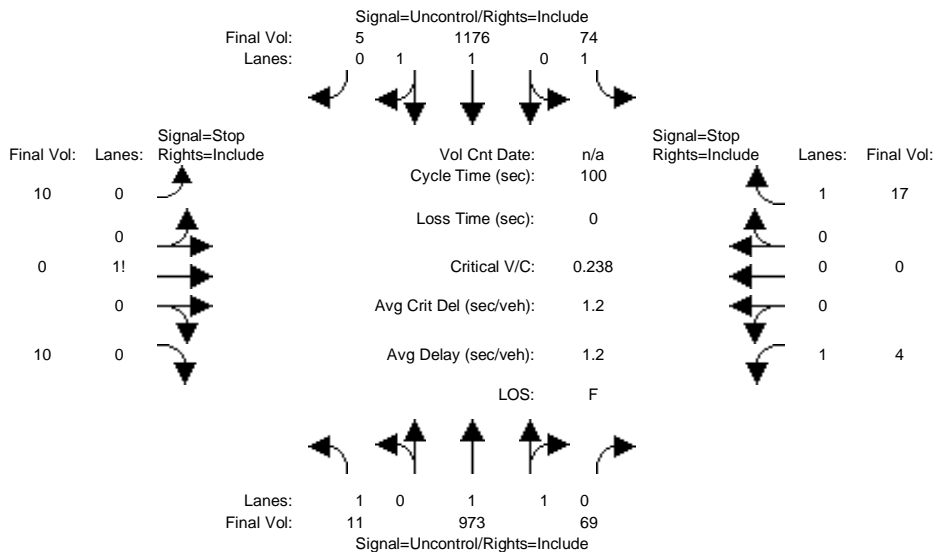 Signal=Uncontrol/Rights=Include
Final Vol: 5 1176 74
Lanes: 0 1 1 0 1
Signal=Stop Signal=Stop
Final Vol: Lanes: Rights=Include Vol Cnt Date: n/a Rights=Include Lanes: Final Vol:
Cycle Time (sec): 100
10 0 1 17
Loss Time (sec): 0
0 0
0 1! Critical V/C: 0.238 0 0
0 Avg Crit Del (sec/veh): 1.2 0
10 0 Avg Delay (sec/veh): 1.2 1 4
LOS: F
Lanes: 1 0 1 1 0
Final Vol: 11 973 69
Signal=Uncontrol/Rights=Include